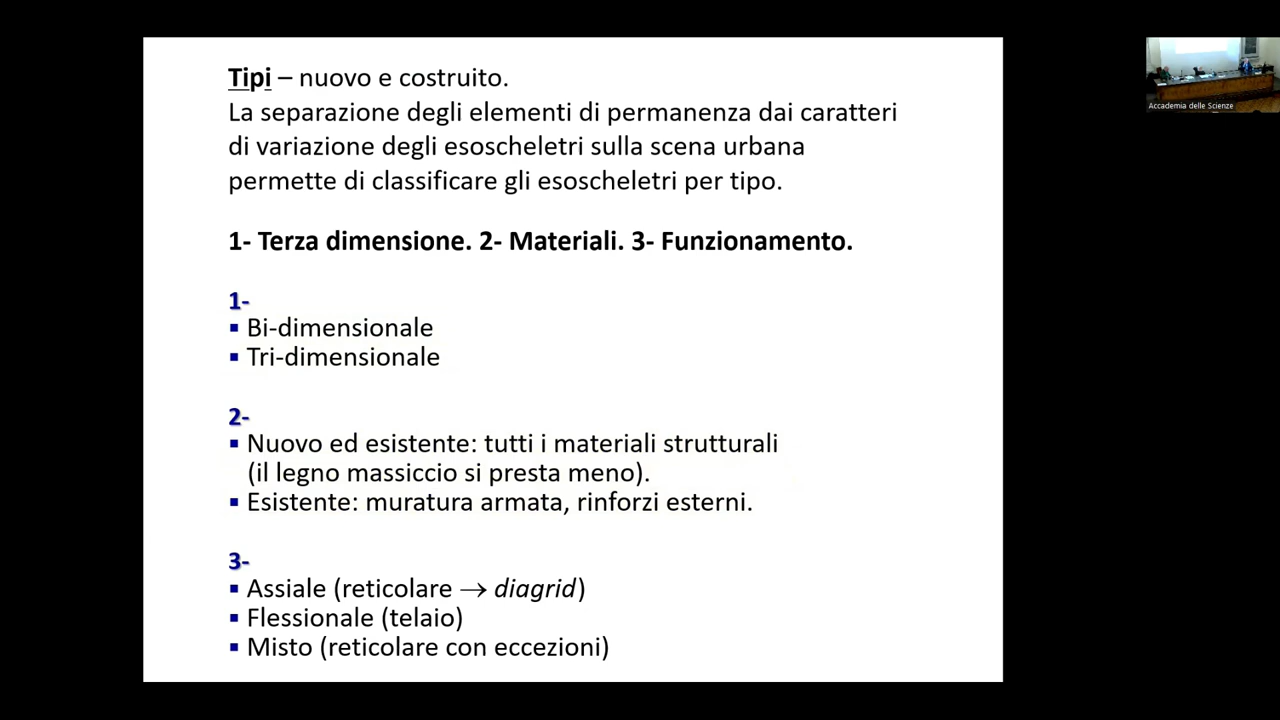 Tipi – nuovo e costruito.
La separazione degli elementi di permanenza dai caratteri
di variazione degli esoscheletri sulla scena urbana
permette di classificare gli esoscheletri per tipo.
1- Terza dimensione. 2- Materiali. 3- Funzionamento.
1-
▪ Bi-dimensionale
▪ Tri-dimensionale
2-
▪ Nuovo ed esistente: tutti i materiali strutturali
(il legno massiccio si presta meno).
▪ Esistente: muratura armata, rinforzi esterni.
3-
▪ Assiale (reticolare → diagrid)
▪ Flessionale (telaio)
▪ Misto (reticolare con eccezioni)
Accademia delle Scienze